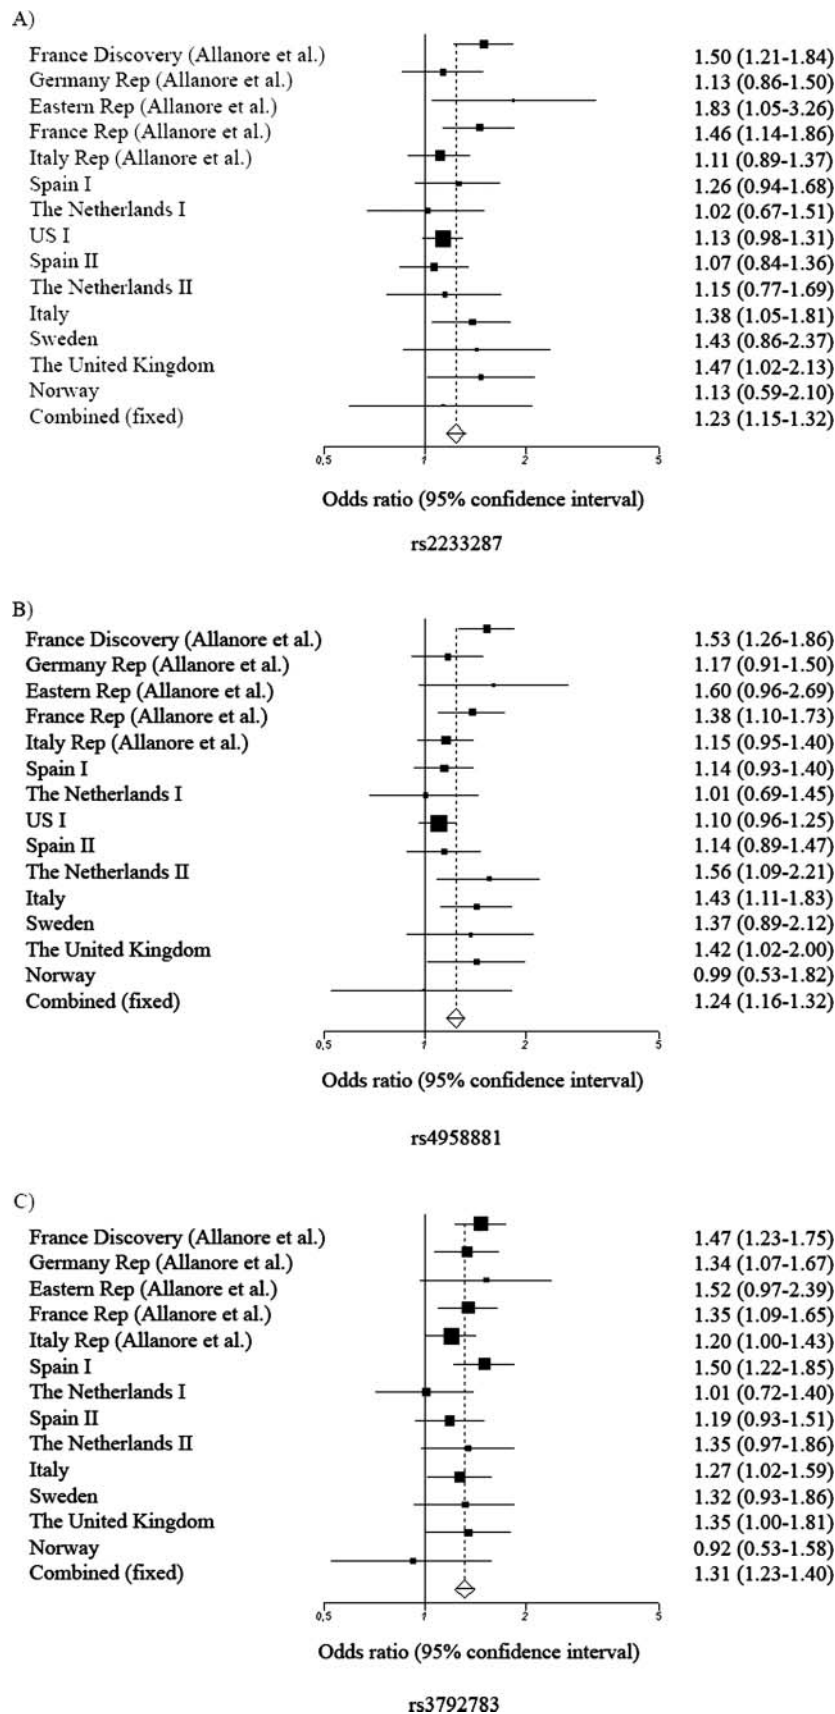 A)
France Discovery (Allanore et al.) 1.50 (1.21-1.84)
Germany Rep (Allanore et al.) 1.13 (0.86-1.50)
Eastern Rep (Allanore et al.) 1.83 (1.05-3.26)
France Rep (Allanore et al.) 1.46 (1.14-1.86)
Italy Rep (Allanore et al.) 1.11 (0.89-1.37)
Spain I 1.26 (0.94-1.68)
The Netherlands I 1.02 (0.67-1.51)
US I 1.13 (0.98-1.31)
Spain II 1.07 (0.84-1.36)
The Netherlands II 1.15 (0.77-1.69)
Italy 1.38 (1.05-1.81)
Sweden 1.43 (0.86-2.37)
The United Kingdom 1.47 (1.02-2.13)
Norway 1.13 (0.59-2.10)
Combined (fixed) 1.23 (1.15-1.32)
0,5 1 2 5
Odds ratio (95% confidence interval)
rs2233287
B)
France Discovery (Allanore et al.) 1.53 (1.26-1.86)
Germany Rep (Allanore et al.) 1.17 (0.91-1.50)
Eastern Rep (Allanore et al.) 1.60 (0.96-2.69)
France Rep (Allanore et al.) 1.38 (1.10-1.73)
Italy Rep (Allanore et al.) 1.15 (0.95-1.40)
Spain I 1.14 (0.93-1.40)
The Netherlands I 1.01 (0.69-1.45)
US I 1.10 (0.96-1.25)
Spain II 1.14 (0.89-1.47)
The Netherlands II 1.56 (1.09-2.21)
Italy 1.43 (1.11-1.83)
Sweden 1.37 (0.89-2.12)
The United Kingdom 1.42 (1.02-2.00)
Norway 0.99 (0.53-1.82)
Combined (fixed) 1.24 (1.16-1.32)
0,5 1 2 5
Odds ratio (95% confidence interval)
rs4958881
C)
France Discovery (Allanore et al.) 1.47 (1.23-1.75)
Germany Rep (Allanore et al.) 1.34 (1.07-1.67)
Eastern Rep (Allanore et al.) 1.52 (0.97-2.39)
France Rep (Allanore et al.) 1.35 (1.09-1.65)
Italy Rep (Allanore et al.) 1.20 (1.00-1.43)
Spain I 1.50 (1.22-1.85)
The Netherlands I 1.01 (0.72-1.40)
Spain II 1.19 (0.93-1.51)
The Netherlands II 1.35 (0.97-1.86)
Italy 1.27 (1.02-1.59)
Sweden 1.32 (0.93-1.86)
The United Kingdom 1.35 (1.00-1.81)
Norway 0.92 (0.53-1.58)
Combined (fixed) 1.31 (1.23-1.40)
0,5 1 2 5
Odds ratio (95% confidence interval)
rs3792783